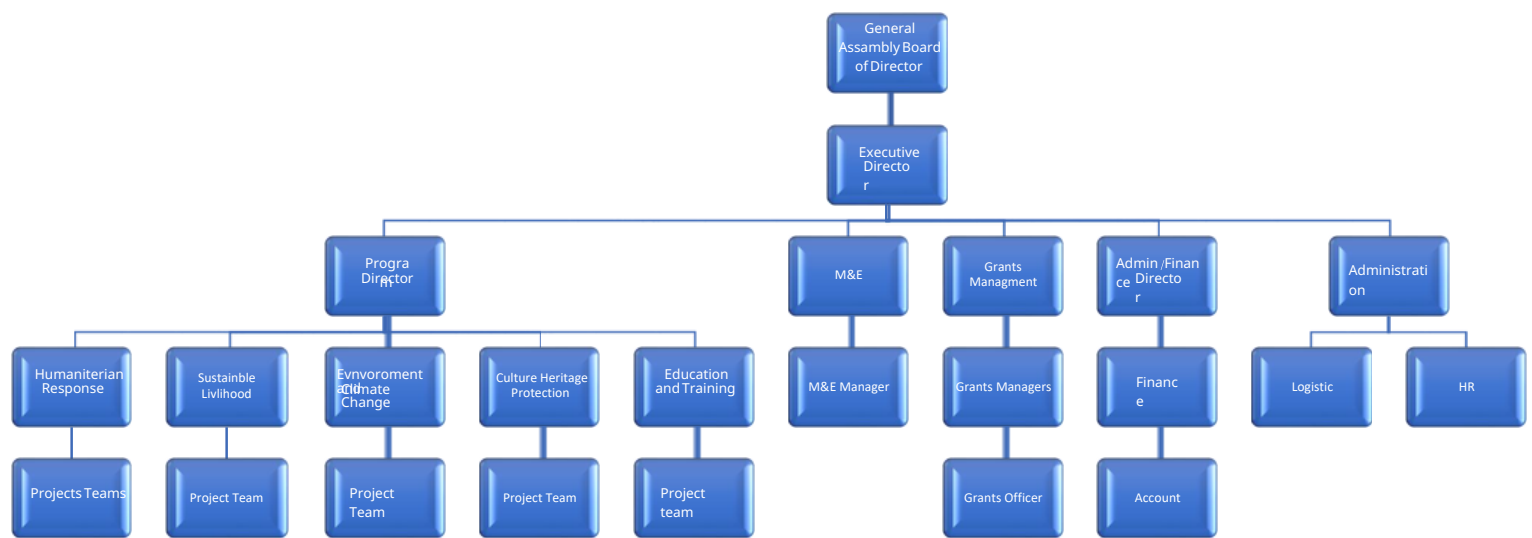 General
Assambly Board
of Director
Executive
Directo
r
Progra
m
Director
M&E
Grants
Managment
Admin /Finan
ce Directo
r
Administrati
on
Humaniterian
Response
Sustainble
Livlihood
Evnvoroment
and
Climate
Change
Culture Heritage
Protection
Education
and Training
M&E Manager
Grants Managers
Financ
e
Logistic
HR
Projects Teams
Project Team
Project
Team
Project Team
Project
team
Grants Officer
Account